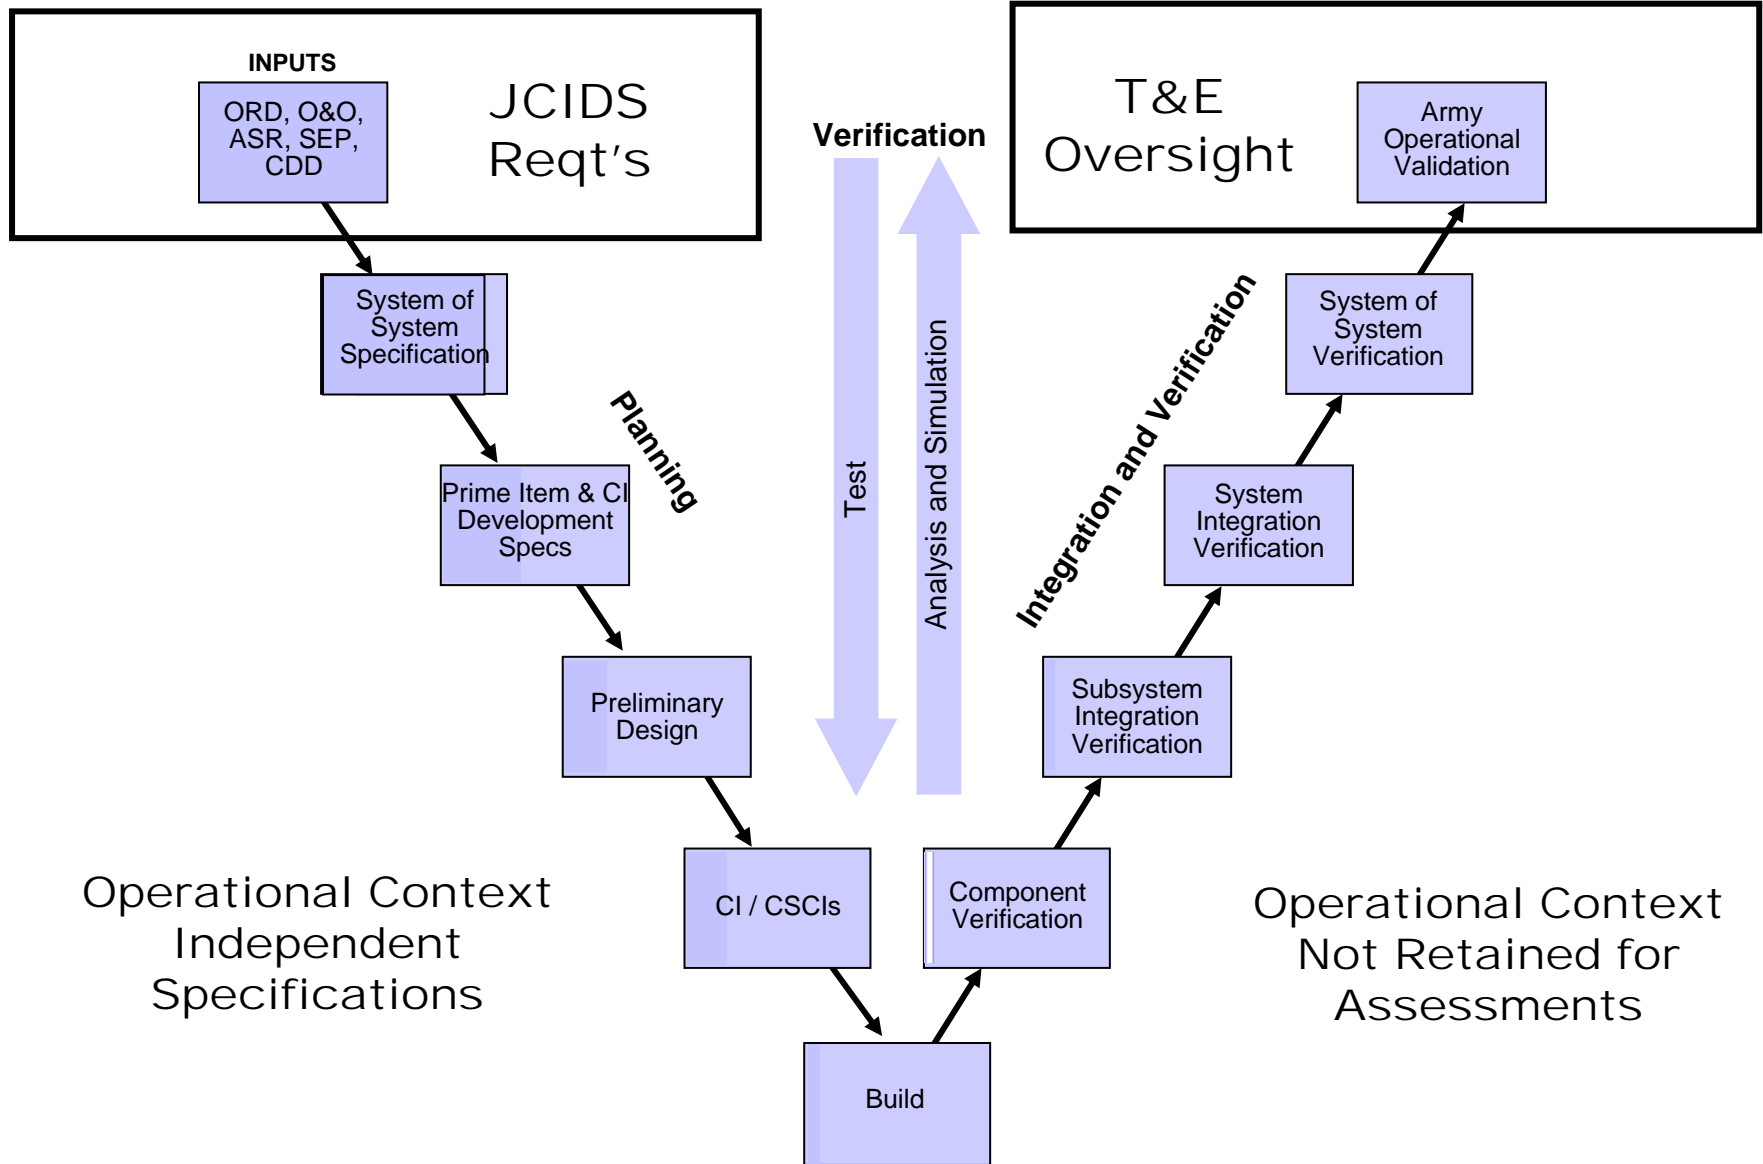 INPUTS
ORD, O&O,
ASR, SEP,
CDD
JCIDS
Reqt's
Verification
T&E
Oversight
Army
Operational
Validation
System of
System
Specification
System of
System
Verification
Planning
Test
Analysis and Simulation
Integration and Verification
Prime Item & CI
Development
Specs
System
Integration
Verification
Preliminary
Design
Subsystem
Integration
Verification
Operational Context
Independent
Specifications
CI / CSCIs
Component
Verification
Operational Context
Not Retained for
Assessments
Build